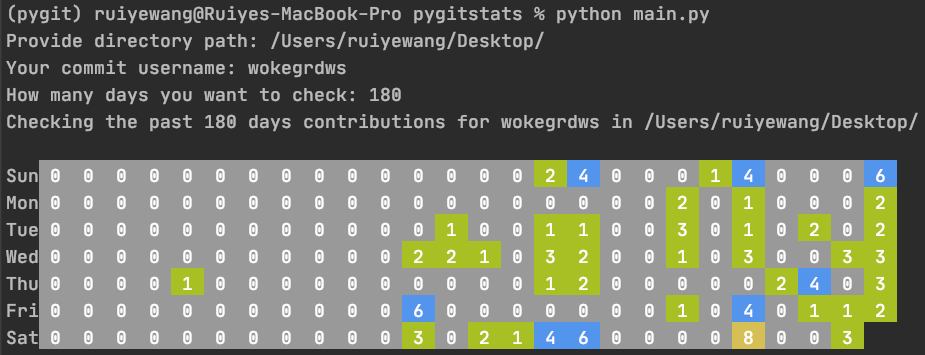 (pygit) ruiyewang@Ruiyes-MacBook-Pro pygitstats % python main.py
Provide directory path: /Users/ruiyewang/Desktop/
Your commit username: wokegrdws
How many days you want to check: 180
Checking the past 180 days contributions for wokegrdws in /Users/ruiyewang/Desktop/
Sun 0 0 0 0 0 0 0 0 0 0 0 0 0 0 0 2 4 0 0 0 1 4 0 0 0 6
Mon 0 0 0 0 0 0 0 0 0 0 0 0 0 0 0 0 0 0 0 2 0 1 0 0 0 2
Tue 0 0 0 0 0 0 0 0 0 0 0 0 1 0 0 1 1 0 0 3 0 1 0 2 0 2
Wed 0 0 0 0 0 0 0 0 0 0 0 2 2 1 0 3 2 0 0 1 0 3 0 0 3 3
Thu 0 0 0 0 1 0 0 0 0 0 0 0 0 0 0 1 2 0 0 0 0 0 2 4 0 3
Fri 0 0 0 0 0 0 0 0 0 0 0 6 0 0 0 0 0 0 0 1 0 4 0 1 1 2
Sat 0 0 0 0 0 0 0 0 0 0 0 3 0 2 1 4 6 0 0 0 0 8 0 0 3